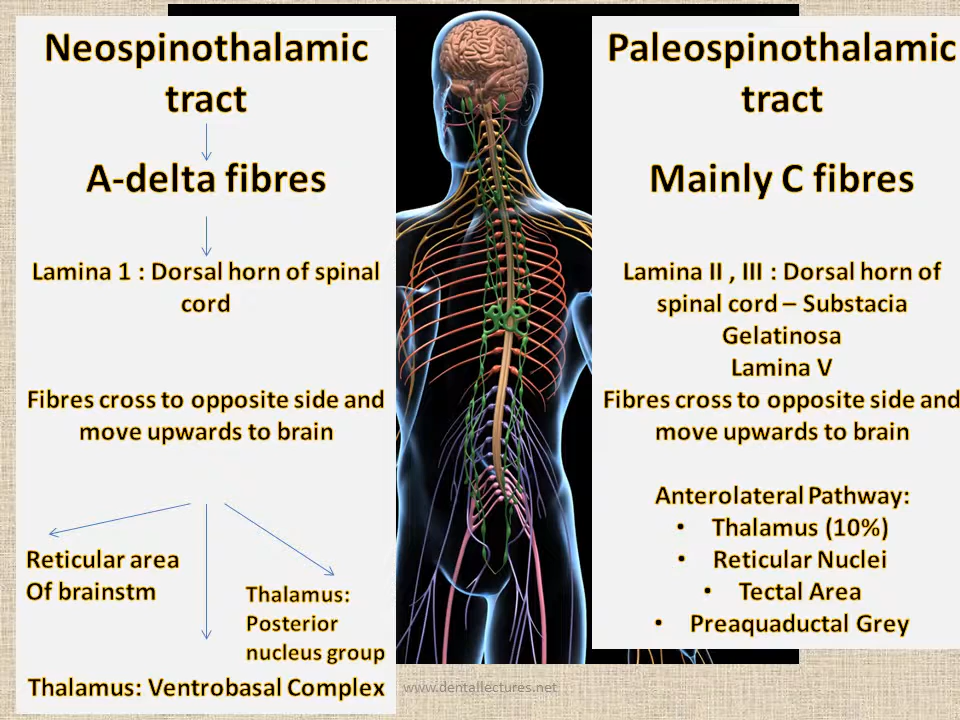 Neospinothalamic
tract
A-delta fibres
Lamina 1 : Dorsal horn of spinal
cord
Fibres cross to opposite side and
move upwards to brain
Reticular area
Of brainstm
Thalamus:
Posterior
nucleus group
Thalamus: Ventrobasal Complex
Paleospinothalamic
tract
Mainly C fibres
Lamina II , III : Dorsal horn of
spinal cord – Substacia
Gelatinosa
Lamina V
Fibres cross to opposite side and
move upwards to brain
Anterolateral Pathway:
• Thalamus (10%)
• Reticular Nuclei
• Tectal Area
• Preaquaductal Grey
www.dentallectures.net